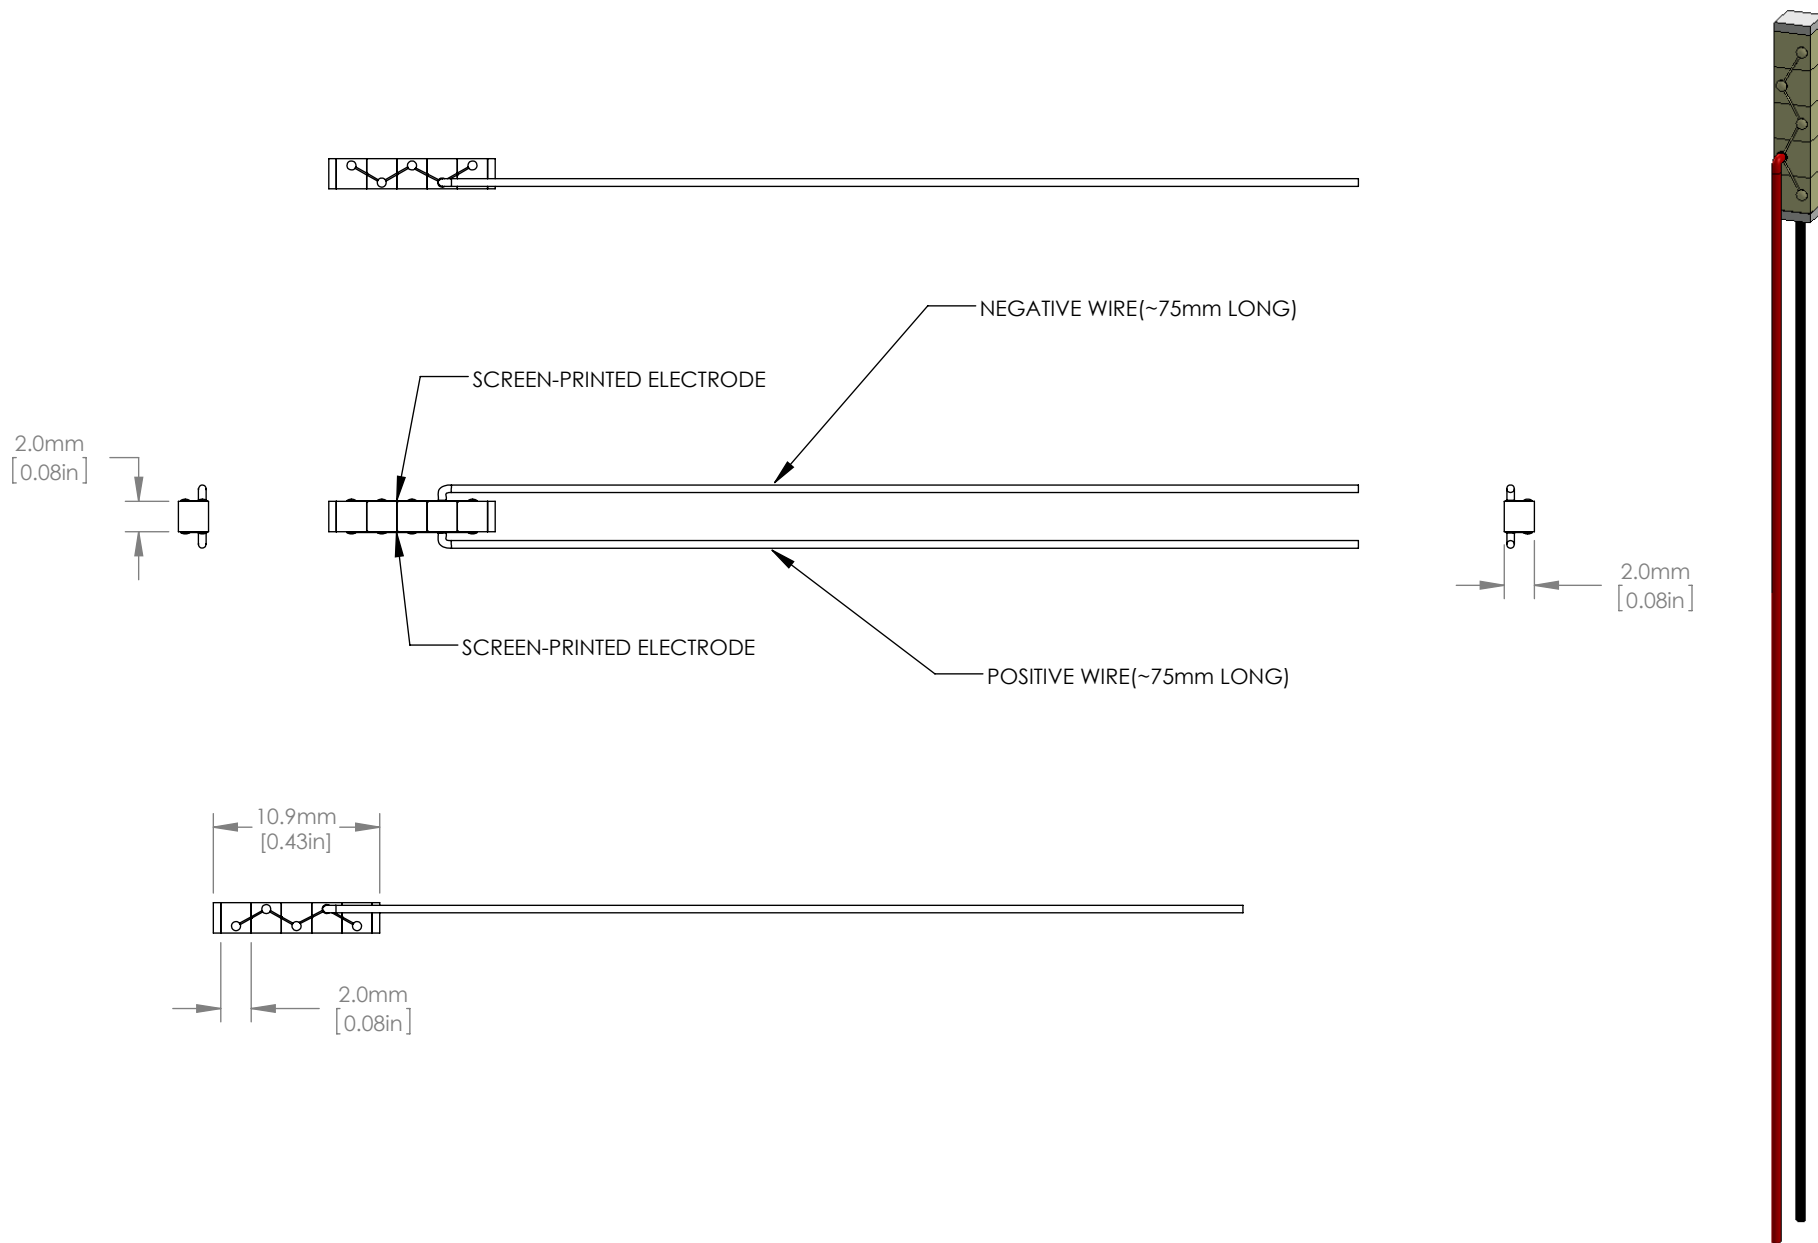 NEGATIVE WIRE(~75mm LONG)
SCREEN-PRINTED ELECTRODE
2.0mm
[0.08in]
2.0mm
[0.08in]
SCREEN-PRINTED ELECTRODE
POSITIVE WIRE(~75mm LONG)
10.9mm
[0.43in]
2.0mm
[0.08in]